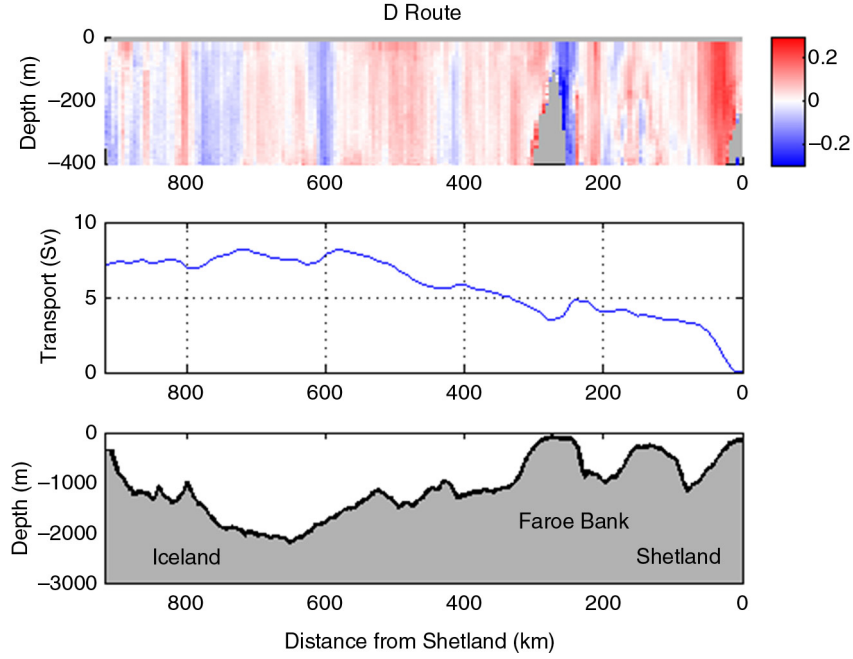 D Route
Depth (m)
0
−200
−400
800 600 400 200 0
0.2
0
−0.2
Transport (Sv)
10
5
0
800 600 400 200 0
Depth (m)
0
−1000
−2000
−3000
Faroe Bank
Iceland Shetland
800 600 400 200 0
Distance from Shetland (km)